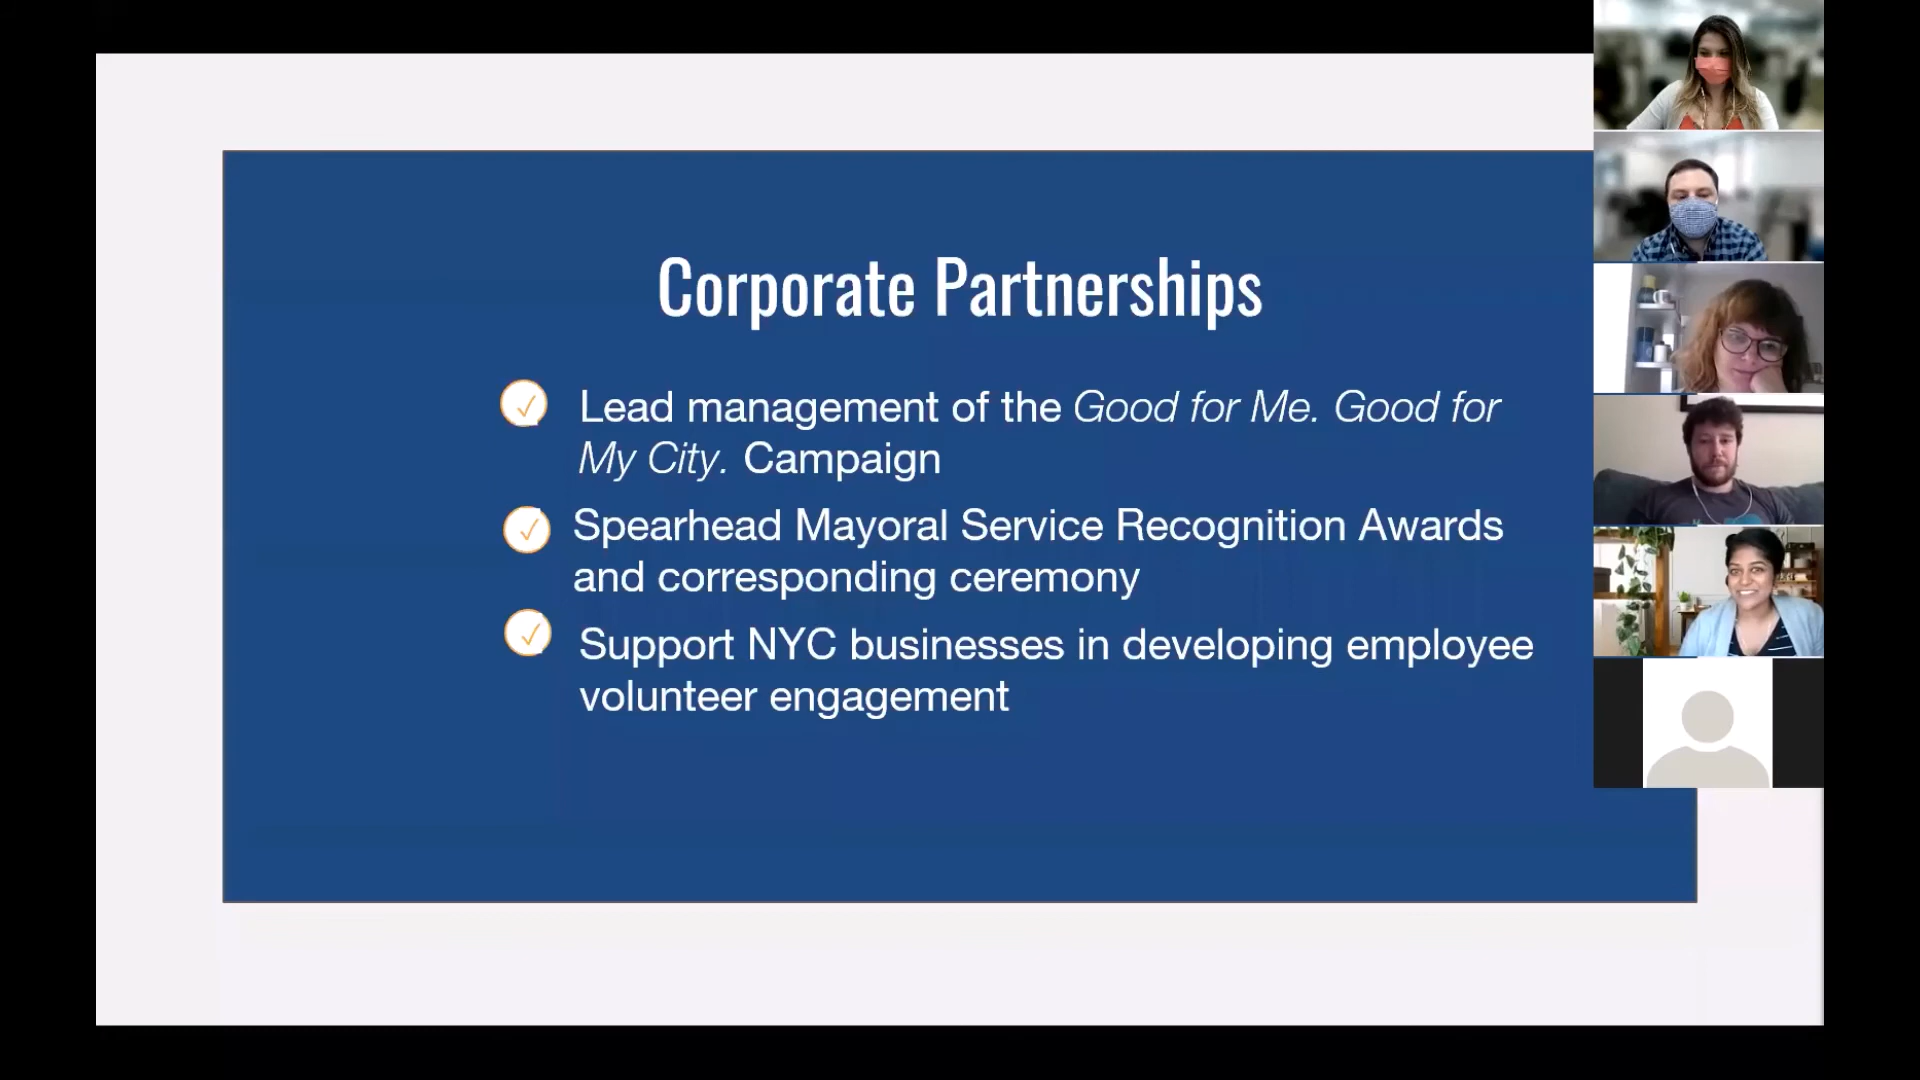 Corporate Partnerships
Lead management of the Good for Me. Good for
My City. Campaign
Spearhead Mayoral Service Recognition Awards
and corresponding ceremony
Support NYC businesses in developing employee
volunteer engagement